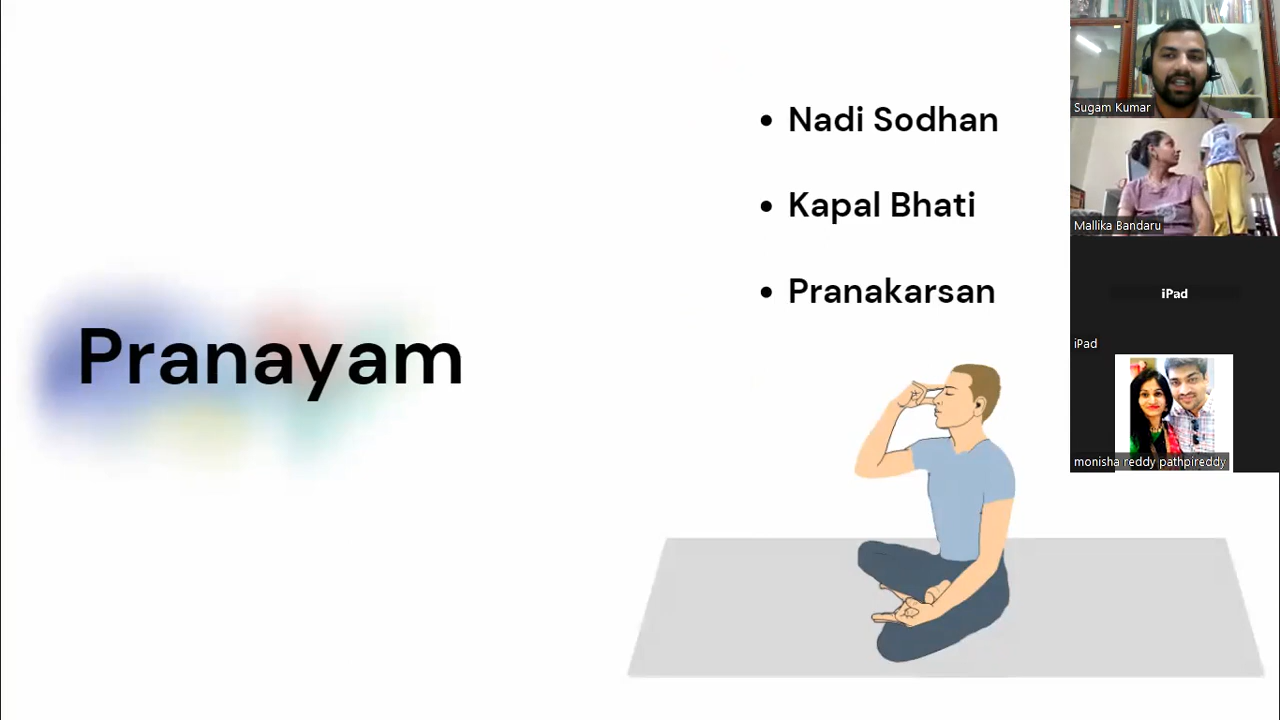 Pranayam
• Nadi Sodhan
• Kapal Bhati
• Pranakarsan
Sugam Kumar
Mallika Bandaru
iPad
iPad
monisha reddy pathpireddy